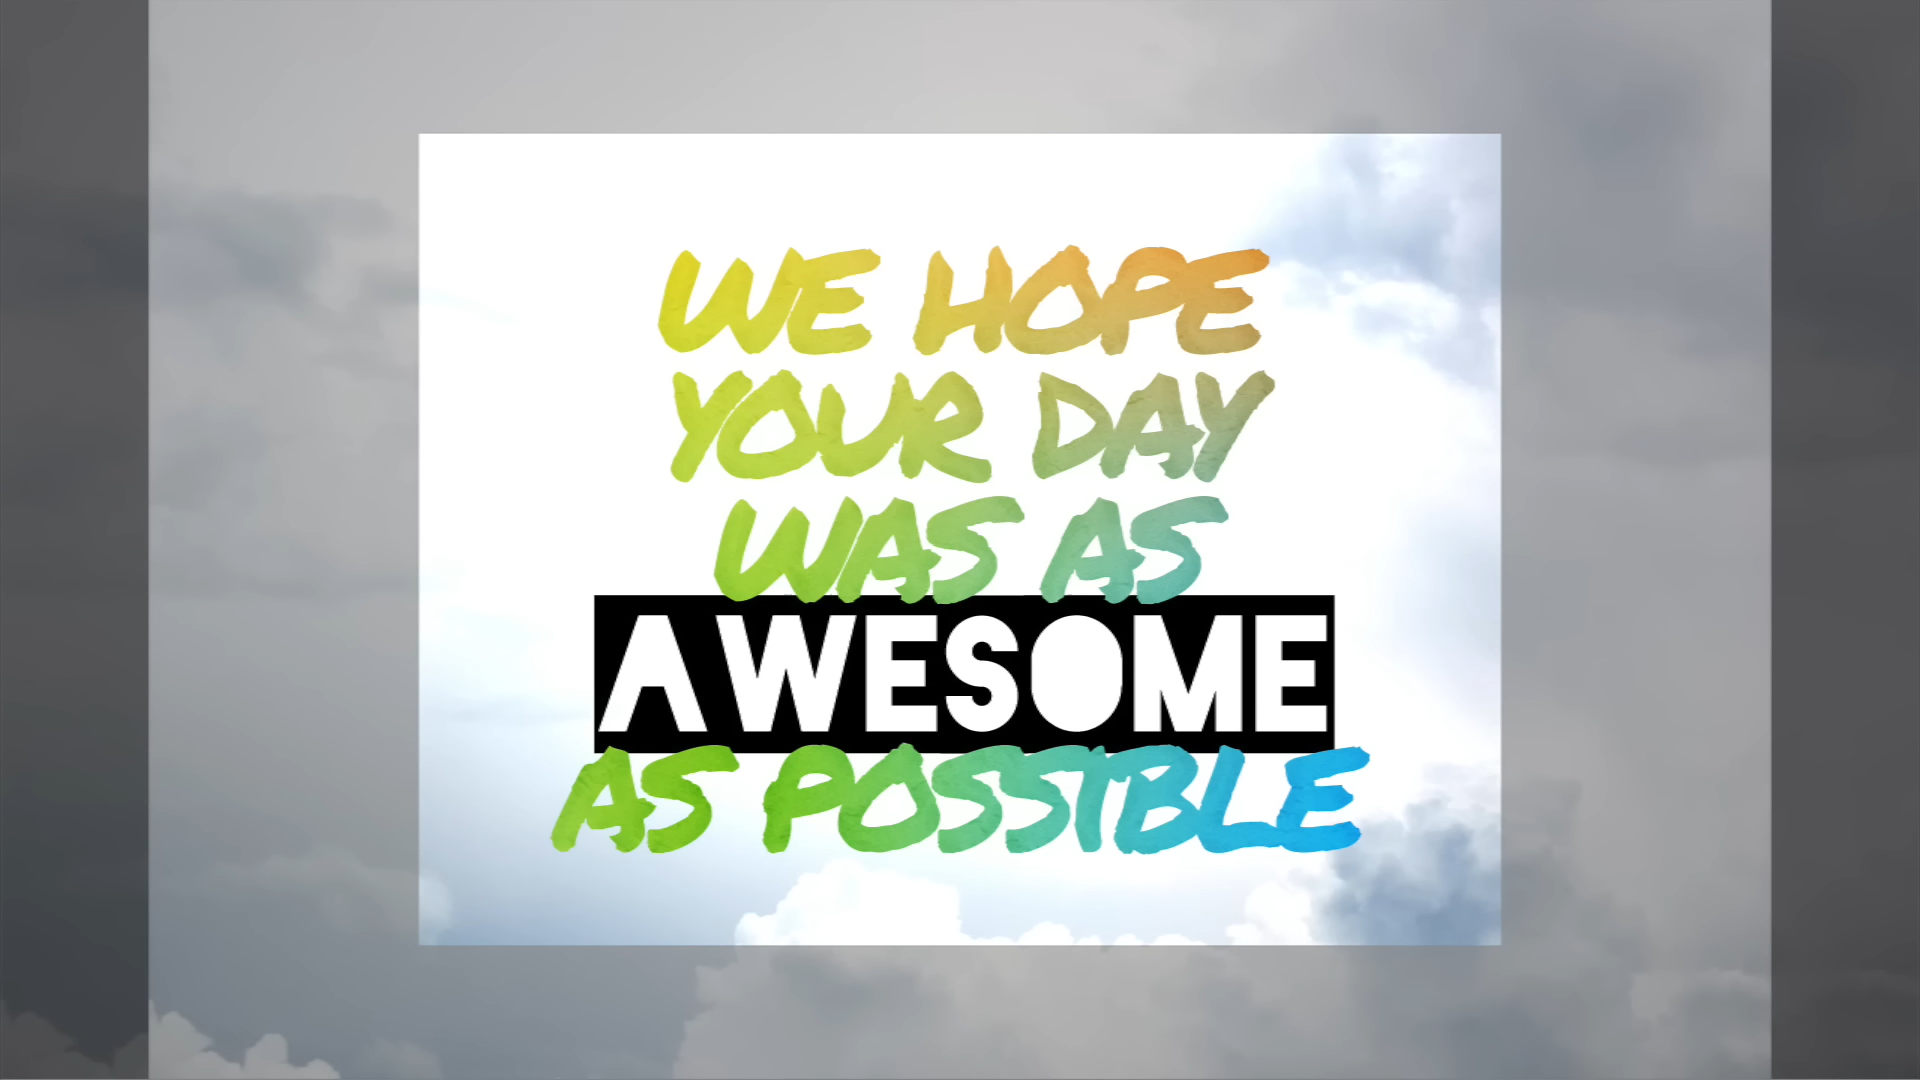 WE HOPE
YOUR DAY
WAS AS
AWESOME
AS POSSIBLE